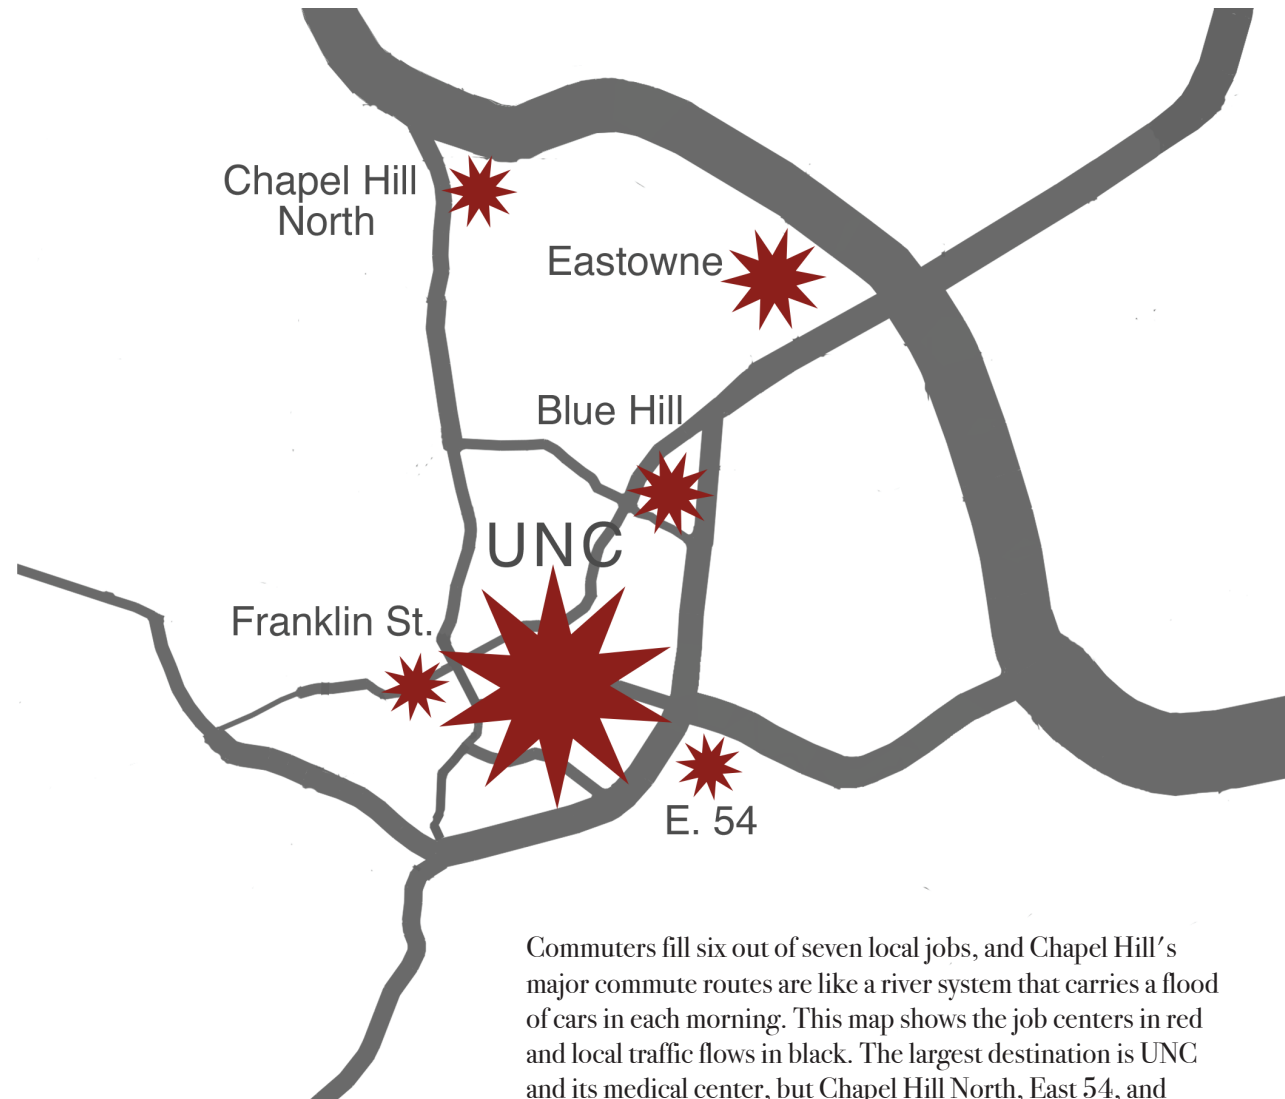 Chapel Hill
North
Eastowne
Blue Hill
UNC
Franklin St.
E. 54
Commuters fill six out of seven local jobs, and Chapel Hill's
major commute routes are like a river system that carries a flood
of cars in each morning. This map shows the job centers in red
and local traffic flows in black. The largest destination is UNC
and its medical center, but Chapel Hill North, East 54, and